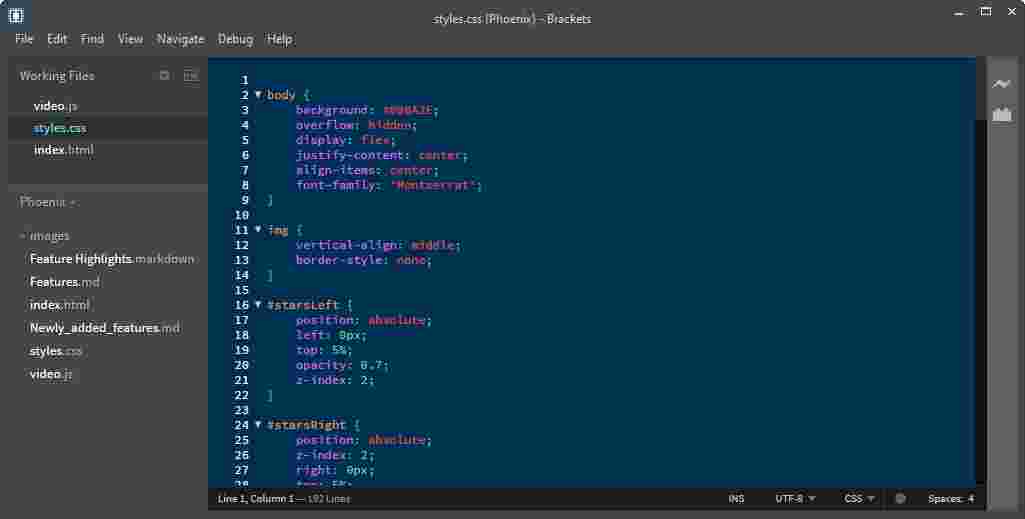 styles.css (Phoenix) - Brackets
File Edit Find View Navigate Debug Help
Working Files
video.js
styles.css
index.html
Phoenix
images
Feature Highlights.markdown
Features.md
index.html
Newly_added_features.md
styles.css
video.js
1
2 body {
3 background:
4 overflow: hidden;
5 display: flex;
6 justify-content: center;
7 align-items: center;
8 font-family: "Montserrat";
9 }
10
11 img {
12 vertical-align: middle;
13 border-style: none;
14 }
15
16 #starsLeft {
17 position: absolute;
18 left: 0px;
19 top: 5%;
20 opacity: 0.7;
21 z-index: 2;
22 }
23
24 #starsRight {
25 position: absolute;
26 z-index: 2;
27 right: 0px;
28 top: 5%;
Line 1, Column 1 — 192 Lines INS UTF-8 CSS Spaces: 4